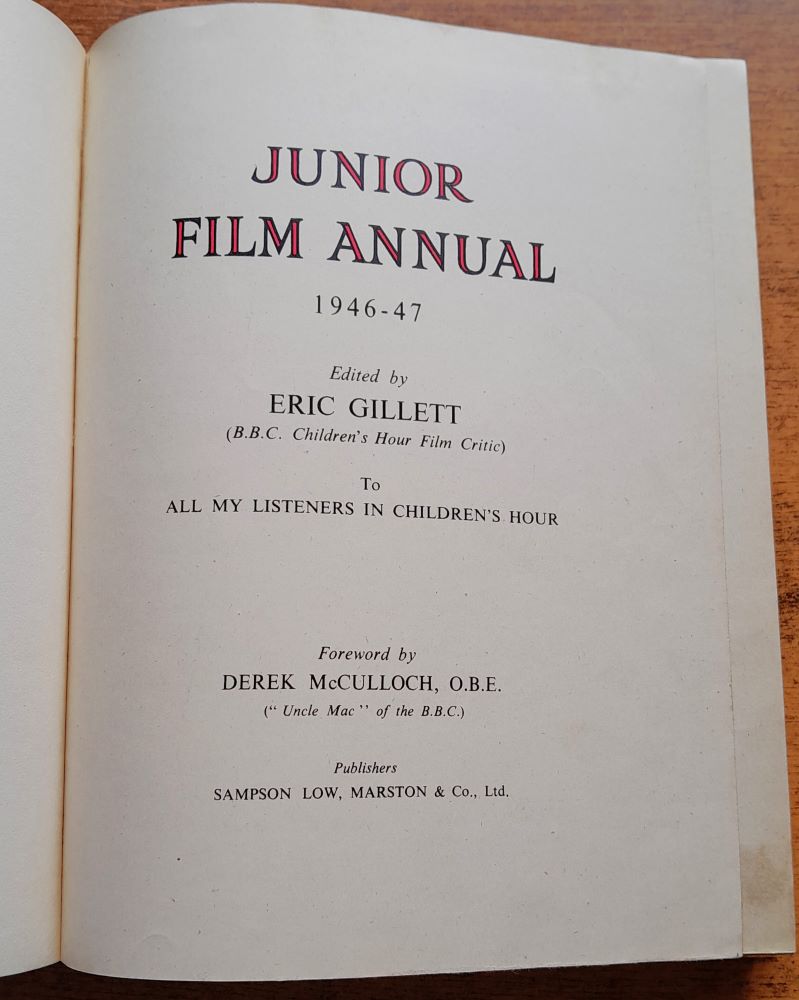 JUNIOR
FILM ANNUAL
1946-47
Edited by
ERIC GILLETT
(B.B.C. Children's Hour Film Critic)
To
ALL MY LISTENERS IN CHILDREN'S HOUR
Foreword by
DEREK McCULLOCH, O.B.E.
(“ Uncle Mac ’’ of the B.B.C.)
Publishers
SAMPSON LOW, MARSTON & Co., Ltd.